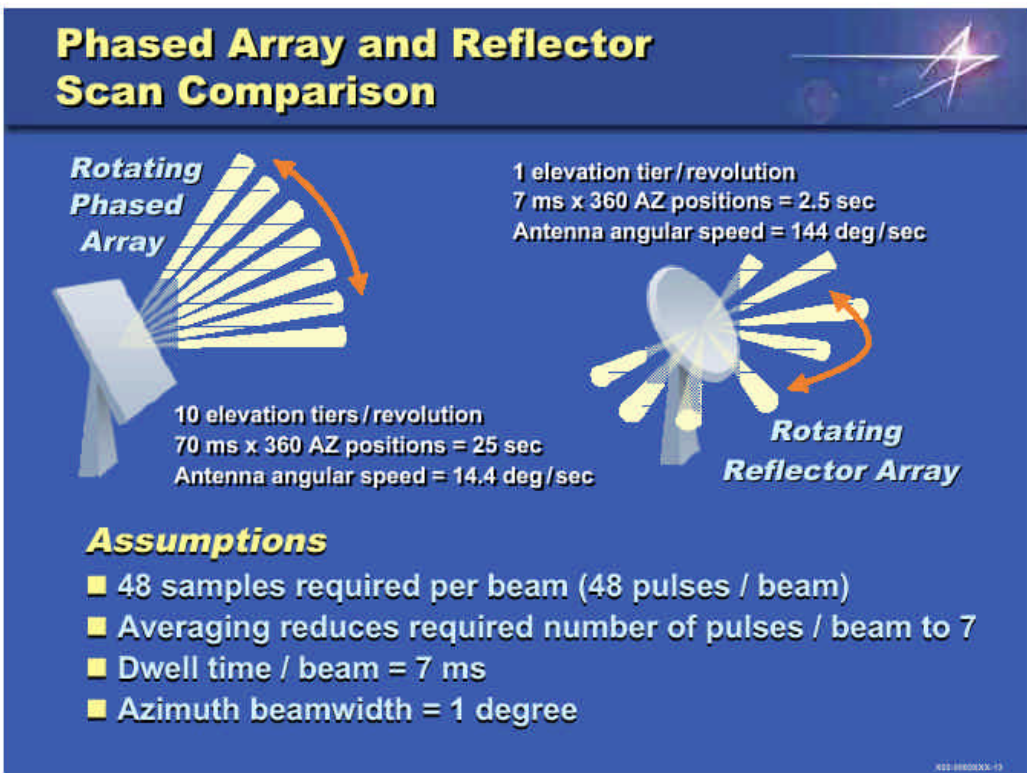 Phased Array and Reflector
Scan Comparison
Rotating
Phased
Array
1 elevation tier / revolution
7 ms x 360 AZ positions = 2.5 sec
Antenna angular speed = 144 deg / sec
10 elevation tiers / revolution
70 ms x 360 AZ positions = 25 sec
Antenna angular speed = 14.4 deg / sec
Rotating
Reflector Array
Assumptions
■ 48 samples required per beam (48 pulses / beam)
■ Averaging reduces required number of pulses / beam to 7
■ Dwell time / beam = 7 ms
■ Azimuth beamwidth = 1 degree